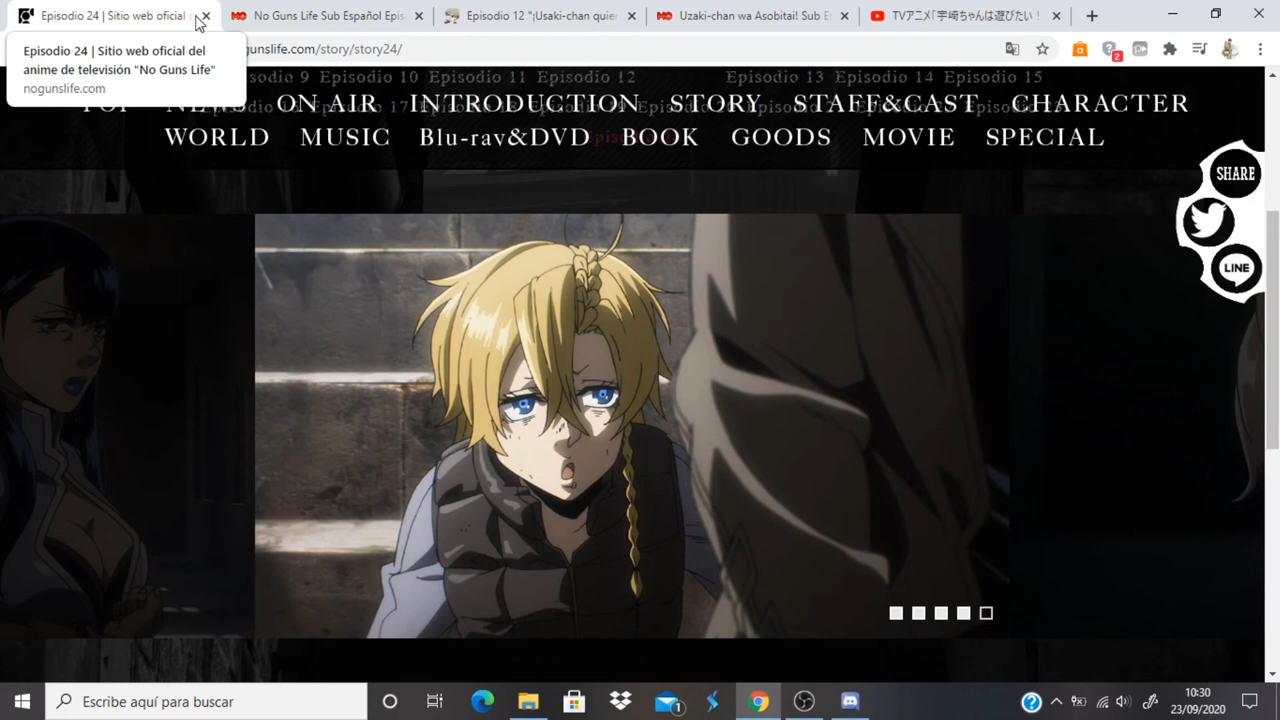 Episodio 24 | Sitio web oficial
No Guns Life Sub Español Epis
Episodio 12 "¡Usaki-chan quier
Uzaki-chan wa Asobitai! Sub E
TVアニメ「宇崎ちゃんは遊びたい！
Episodio 24 | Sitio web oficial del
anime de televisión "No Guns Life"
nogunslife.com
gunslife.com/story/story24/
2
Episodio 10 Episodio 11 Episodio 12 Episodio 13 Episodio 14 Episodio 15
NEWS ON AIR INTRODUCTION STORY STAFF&CAST CHARACTER
WORLD MUSIC Blu-ray&DVD BOOK GOODS MOVIE SPECIAL
SHARE
LINE
Escribe aquí para buscar
1
10:30
23/09/2020